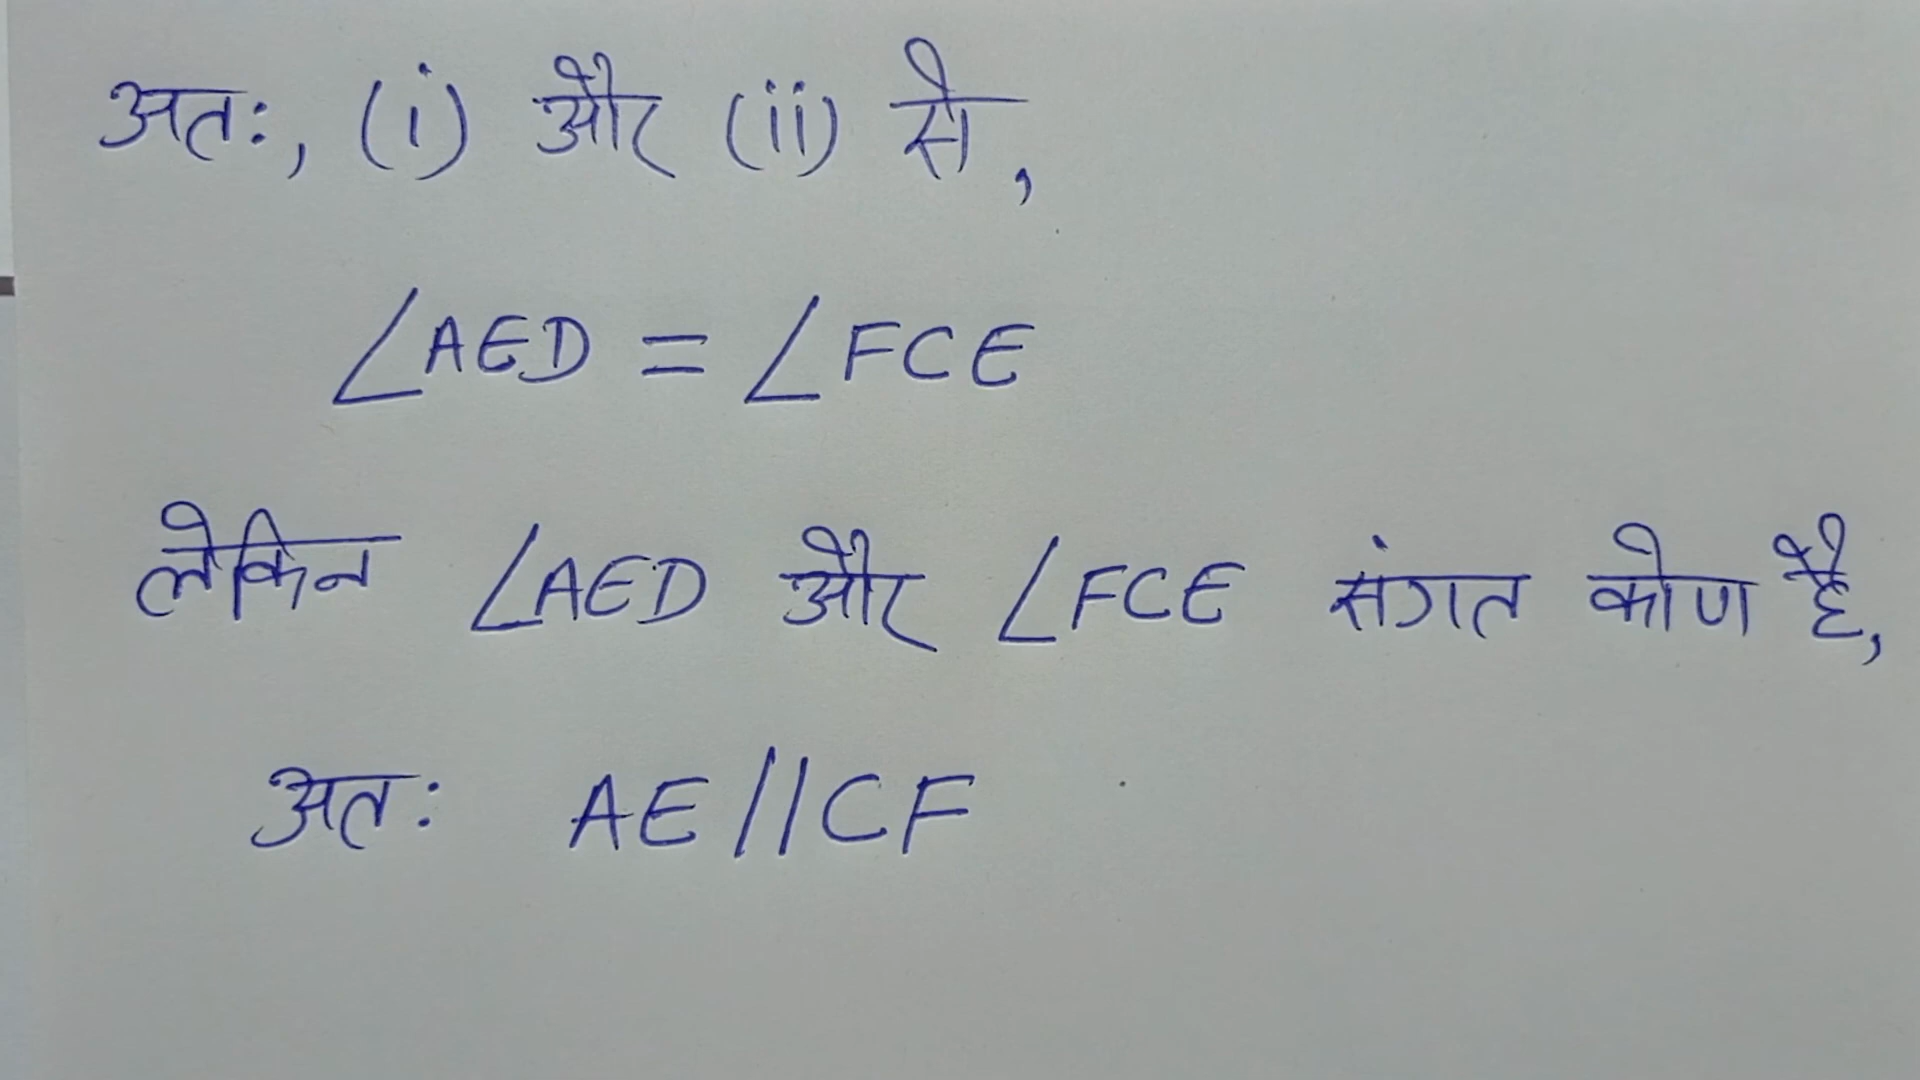 अतः, (i) और (ii) से,
∠AED = ∠FCE
लेकिन ∠AED और ∠FCE संगत कोण है,
अतः AE//CF